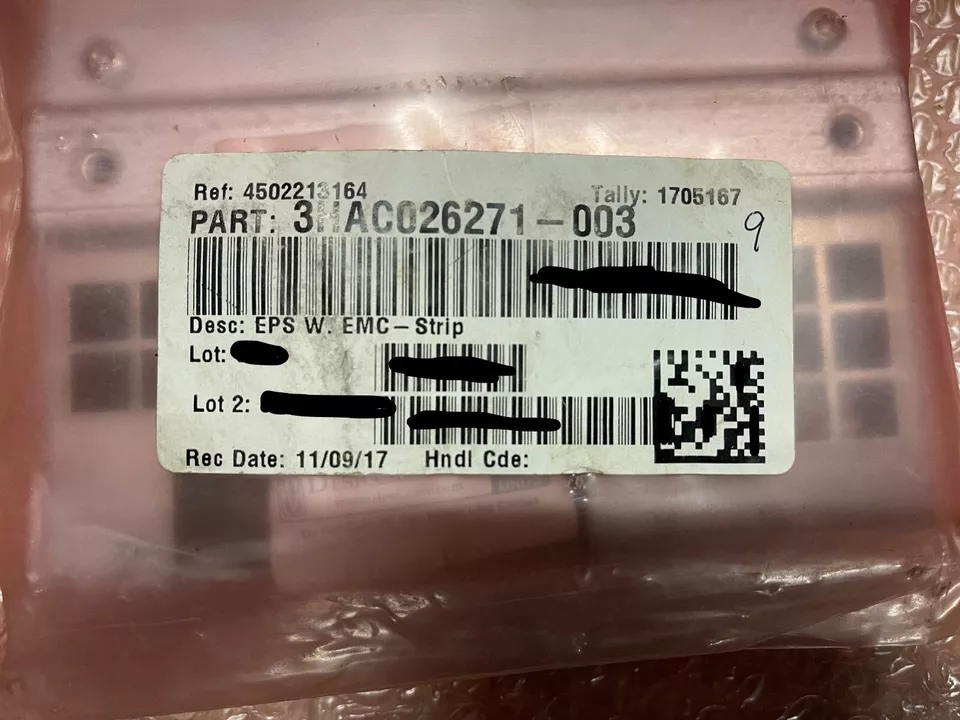 Ref: 4502213164 Tally: 1705167
PART: 3HAC026271-003
9
Desc: EPS W. EMC-Strip
Lot:
Lot 2:
Rec Date: 11/09/17 Hndl Cde: